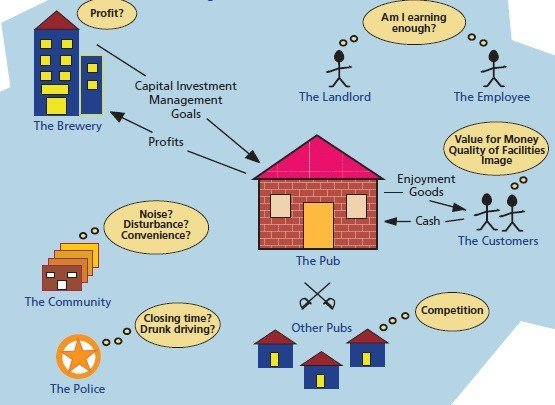 Profit?
Am I earning
enough?
The Landlord
The Employee
Capital Investment
Management
Goals
The Brewery
Profits
Value for Money
Quality of Facilities
Image
Enjoyment
Goods
Cash
The Customers
Noise?
Disturbance?
Convenience?
The Pub
The Community
Closing time?
Drunk driving?
Other Pubs
Competition
The Police